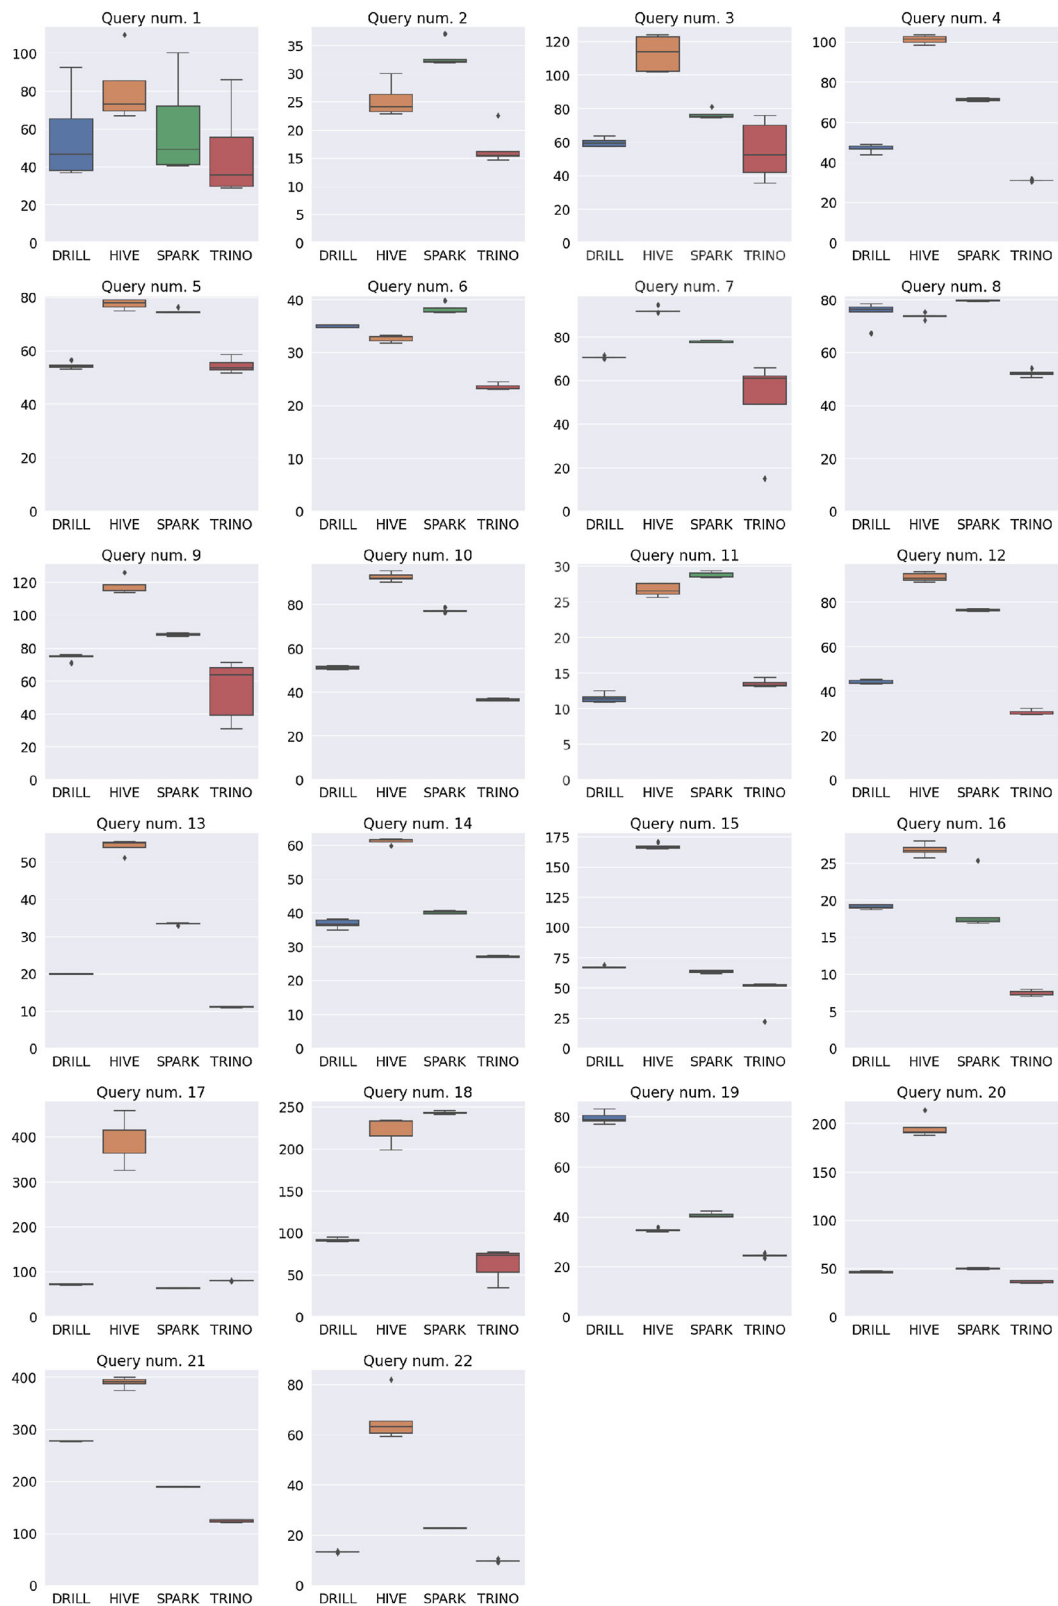 Query num. 1
100
80
60
40
20
0
DRILL HIVE SPARK TRINO
Query num. 2
35
30
25
20
15
10
5
0
HIVE SPARK TRINO
Query num. 3
120
100
80
60
40
20
0
DRILL HIVE SPARK TRINO
Query num. 4
100
80
60
40
20
0
DRILL HIVE SPARK TRINO
Query num. 5
80
60
40
20
0
DRILL HIVE SPARK TRINO
Query num. 6
40
30
20
10
0
DRILL HIVE SPARK TRINO
Query num. 7
80
60
40
20
0
DRILL HIVE SPARK TRINO
Query num. 8
80
60
40
20
0
DRILL HIVE SPARK TRINO
Query num. 9
120
100
80
60
40
20
0
DRILL HIVE SPARK TRINO
Query num. 10
80
60
40
20
0
DRILL HIVE SPARK TRINO
Query num. 11
30
25
20
15
10
5
0
DRILL HIVE SPARK TRINO
Query num. 12
80
60
40
20
0
DRILL HIVE SPARK TRINO
Query num. 13
50
40
30
20
10
0
DRILL HIVE SPARK TRINO
Query num. 14
60
50
40
30
20
10
0
DRILL HIVE SPARK TRINO
Query num. 15
175
150
125
100
75
50
25
0
DRILL HIVE SPARK TRINO
Query num. 16
25
20
15
10
5
0
DRILL HIVE SPARK TRINO
Query num. 17
400
300
200
100
0
DRILL HIVE SPARK TRINO
Query num. 18
250
200
150
100
50
0
DRILL HIVE SPARK TRINO
Query num. 19
80
60
40
20
0
DRILL HIVE SPARK TRINO
Query num. 20
200
150
100
50
0
DRILL HIVE SPARK TRINO
Query num. 21
400
300
200
100
0
DRILL HIVE SPARK TRINO
Query num. 22
80
60
40
20
0
DRILL HIVE SPARK TRINO